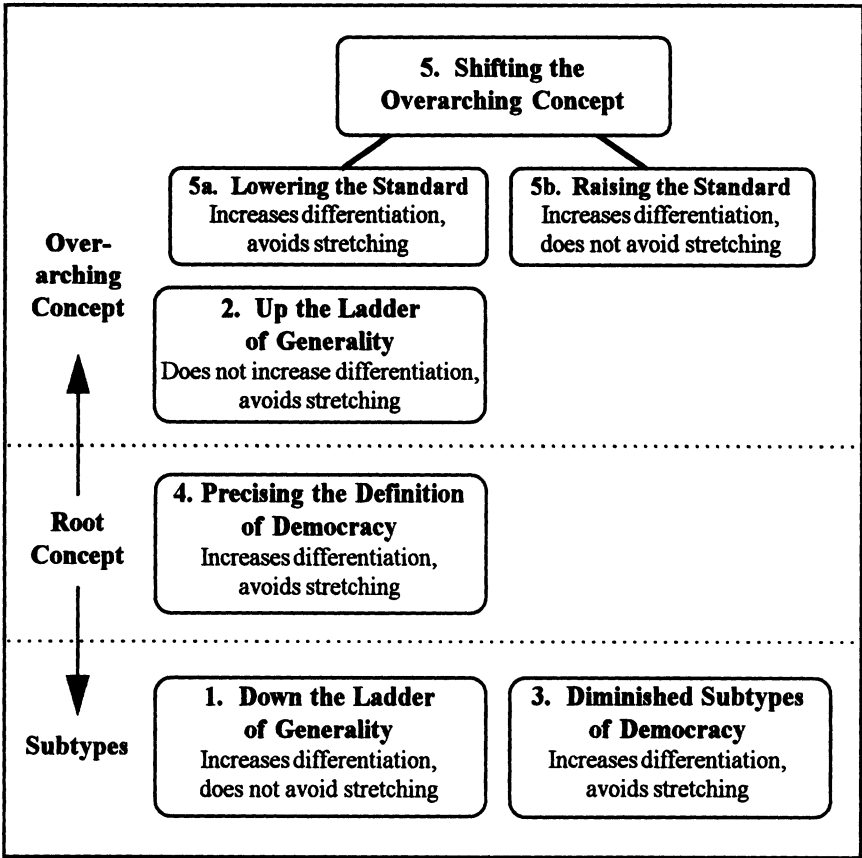 5. Shifting the
Overarching Concept
5a. Lowering the Standard
Increases differentiation,
avoids stretching
5b. Raising the Standard
Increases differentiation,
does not avoid stretching
Over-
arching
Concept
2. Up the Ladder
of Generality
Does not increase differentiation,
avoids stretching
Root
Concept
4. Precising the Definition
of Democracy
Increases differentiation,
avoids stretching
Subtypes
1. Down the Ladder
of Generality
Increases differentiation,
does not avoid stretching
3. Diminished Subtypes
of Democracy
Increases differentiation,
avoids stretching